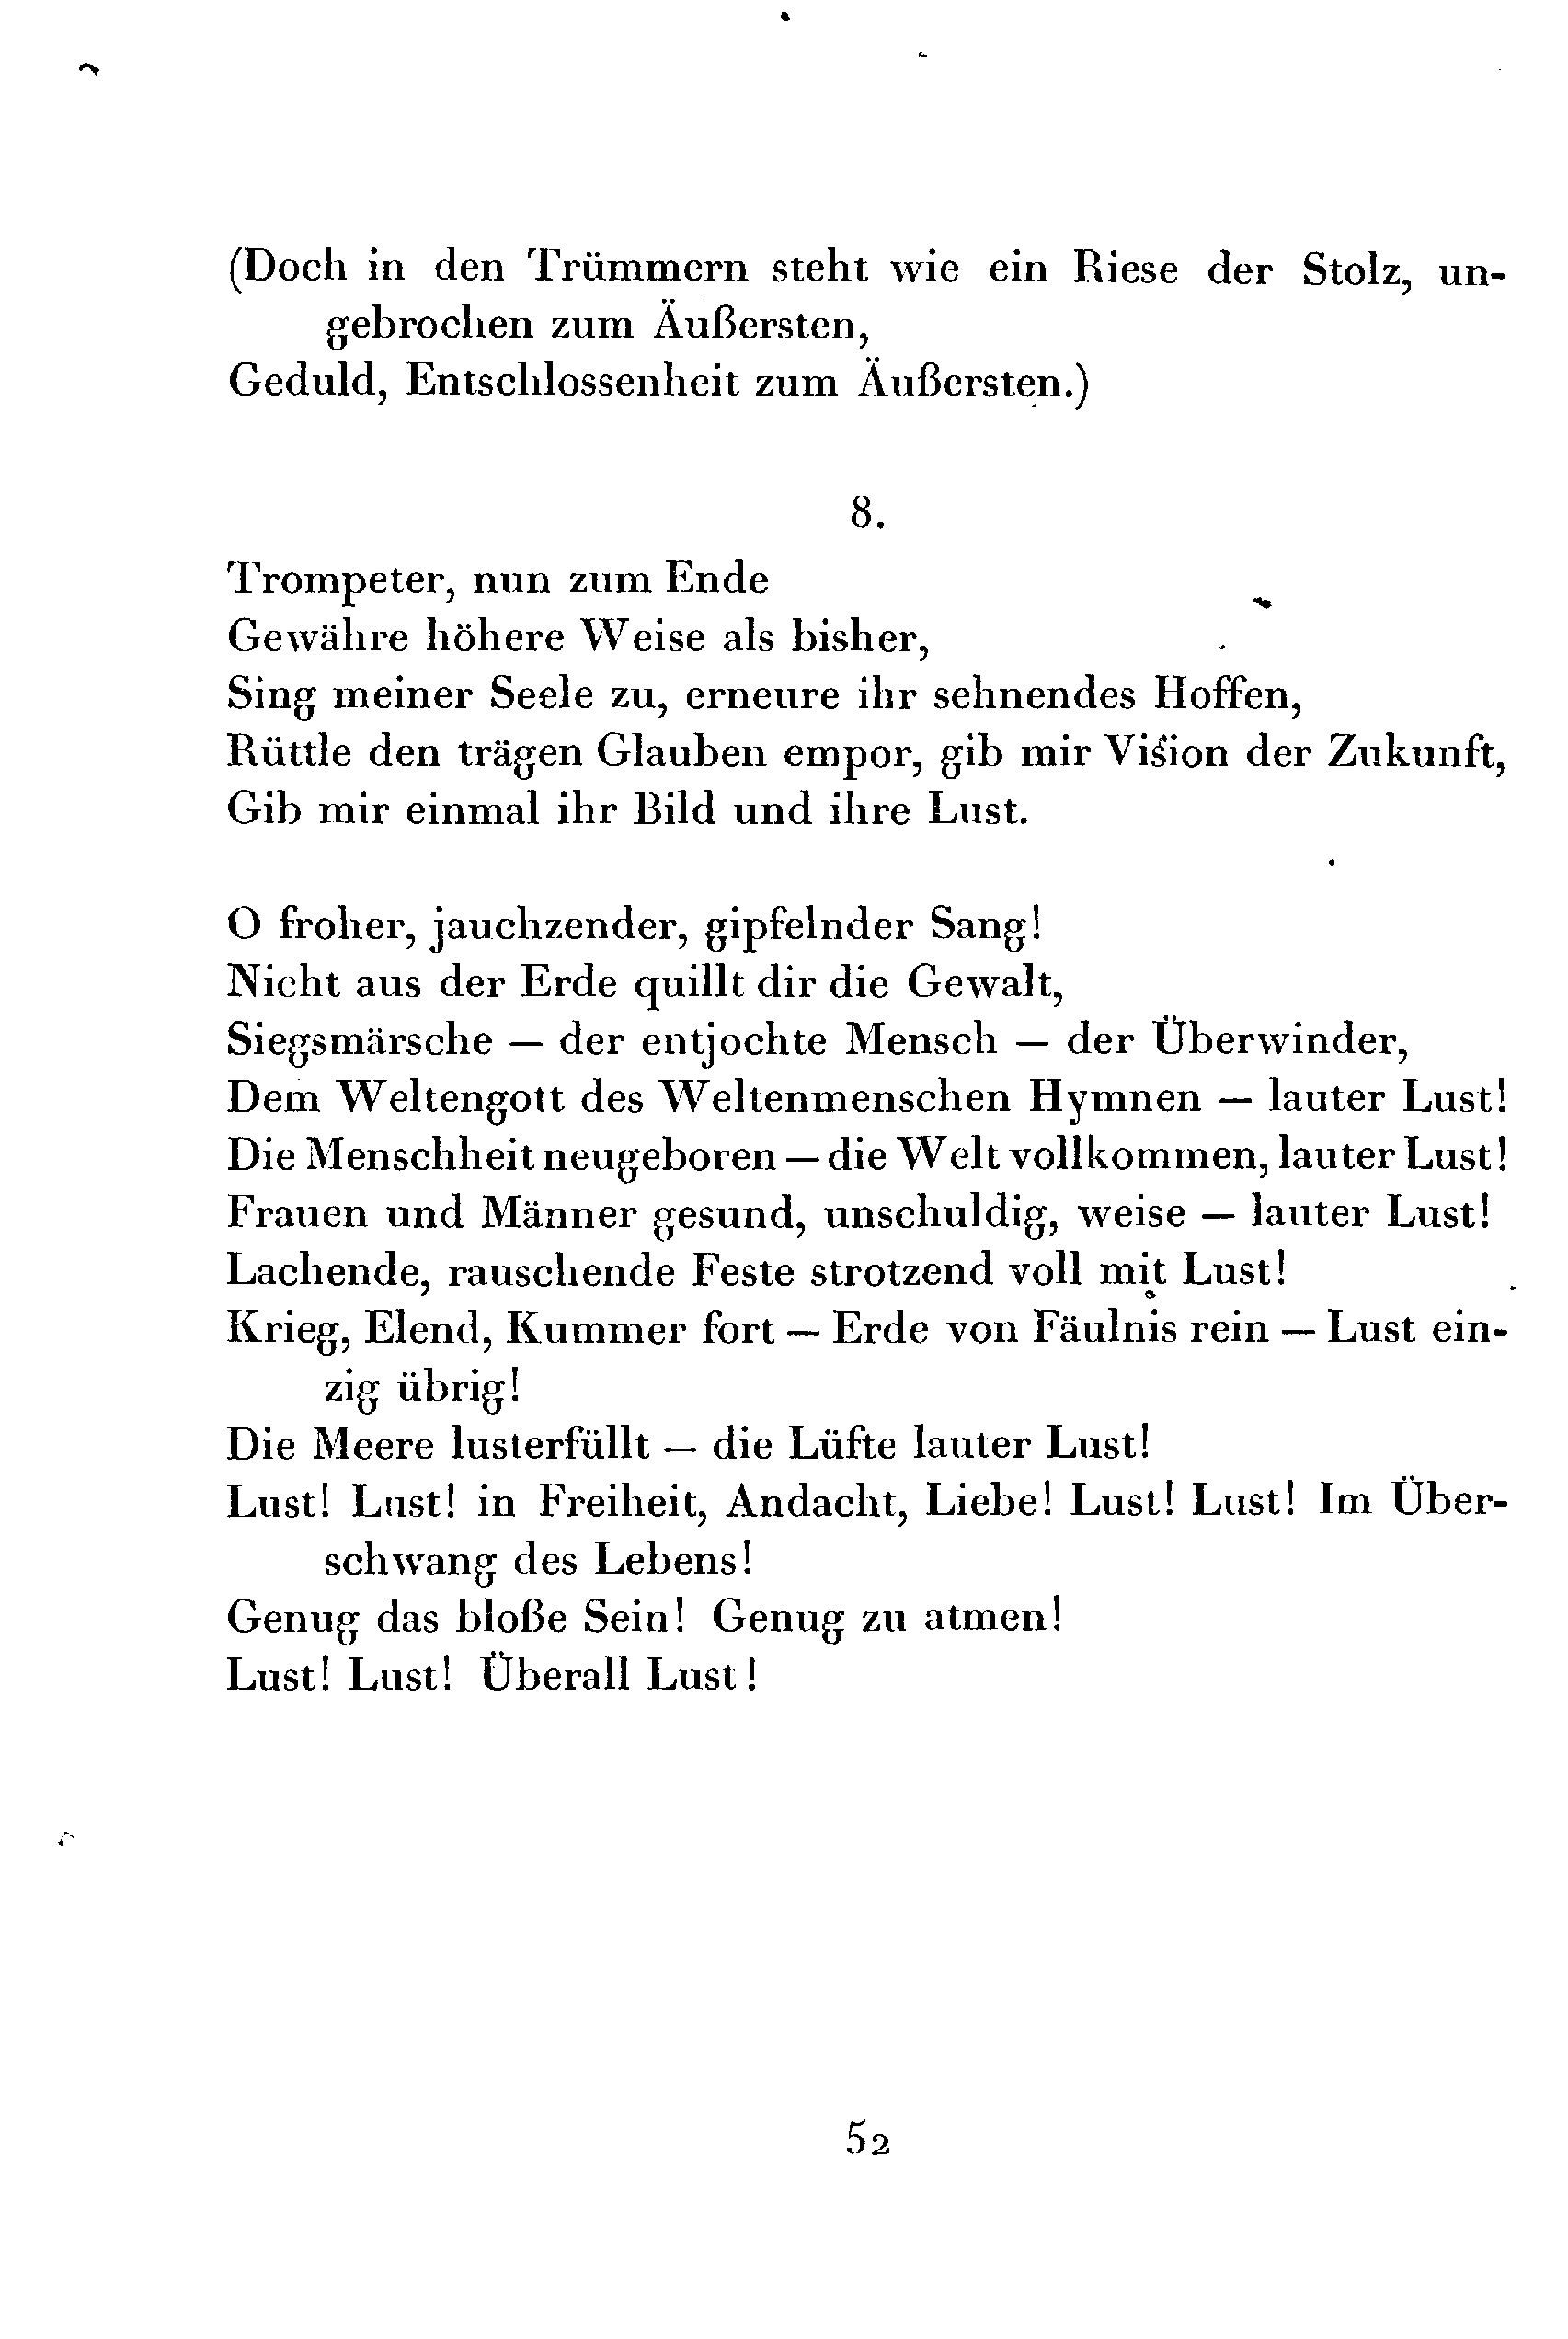 (Doch in den Trümmern steht wie ein Riese der Stolz, un-
gebrochen zum Äußersten,
Geduld, Entschlossenheit zum Äußersten.)
8.
Trompeter, nun zum Ende
Gewähre höhere Weise als bisher,
Sing meiner Seele zu, erneure ihr sehnendes Hoffen,
Rüttle den trägen Glauben empor, gib mir Vision der Zukunft,
Gib mir einmal ihr Bild und ihre Lust.
O froher, jauchzender, gipfelnder Sang!
Nicht aus der Erde quillt dir die Gewalt,
Siegsmärsche — der entjochte Mensch — der Überwinder,
Dem Weltengott des Weltenmenschen Hymnen — lauter Lust!
Die Menschheit neugeboren — die Welt vollkommen, lauter Lust!
Frauen und Männer gesund, unschuldig, weise — lauter Lust!
Lachende, rauschende Feste strotzend voll mit Lust!
Krieg, Elend, Kummer fort — Erde von Fäulnis rein — Lust ein-
zig übrig!
Die Meere lusterfüllt — die Lüfte lauter Lust!
Lust! Lust! in Freiheit, Andacht, Liebe! Lust! Lust! Im Über-
schwang des Lebens!
Genug das bloße Sein! Genug zu atmen!
Lust! Lust! Überall Lust!
52